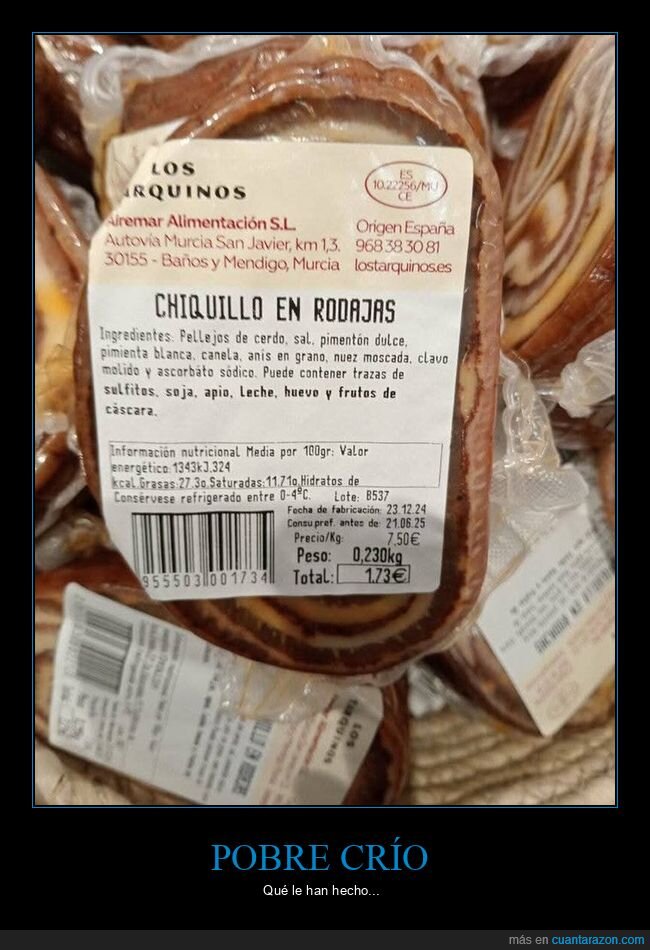 LOS
ARQUINOS
Airemar Alimentación S.L.
Autovía Murcia San Javier, km 1,3.
30155 - Baños y Mendigo, Murcia
ES
10.22256/MU
CE
Origen España
968 38 30 81
lostarquinos.es
CHIQUILLO EN RODAJAS
Ingredientes: Pellejos de cerdo, sal, pimentón dulce,
pimienta blanca, canela, anís en grano, nuez moscada, clavo
molido y ascorbáto sódico. Puede contener trazas de
sulfitos, soja, apio, Leche, huevo y frutos de
cáscara.
Información nutricional Media por 100gr: Valor
energético:1343kJ.324
kcal.Grasas:27.3g.Saturadas:11.71g.Hidratos de
Consérvese refrigerado entre 0-4ºC. Lote: B537
Fecha de fabricación: 23.12.24
Consu pref. antes de: 21.06.25
Precio/Kg: 7,50€
Peso: 0,230kg
Total: 1,73€
955503 001734
LOS
TARQUINOS
POBRE CRÍO
Qué le han hecho...
más en cuantarazon.com